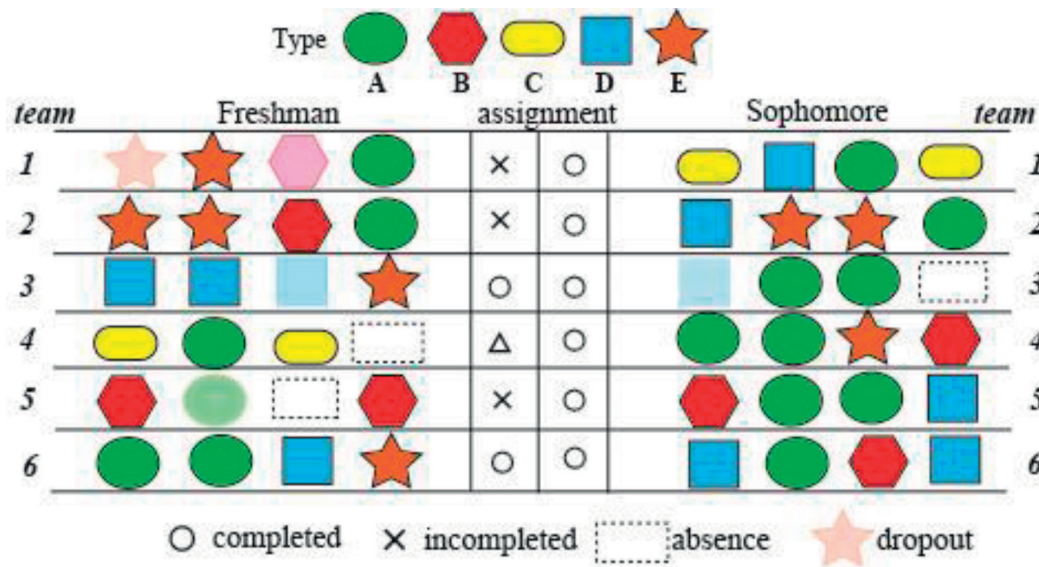 Type
A B C D E
team Freshman assignment Sophomore team
1 1
2 2
3 3
4 4
5 5
6 6
completed incompleted absence dropout